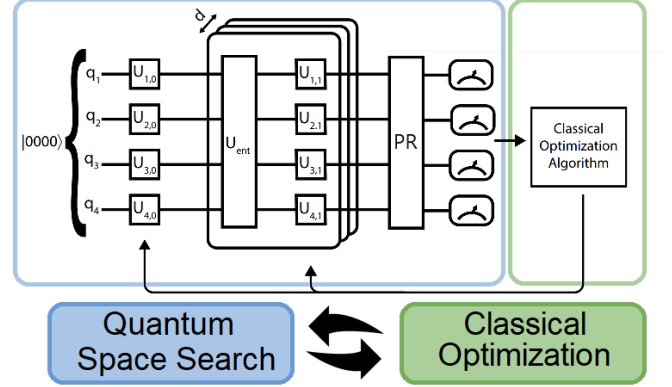 d
q1 U1,0 U1,1
q2 U2,0 U2.1
|0000⟩ Uent PR
q3 U3,0 U3,1
q4 U4,0 U4,1
Classical
Optimization
Algorithm
Quantum
Space Search
Classical
Optimization